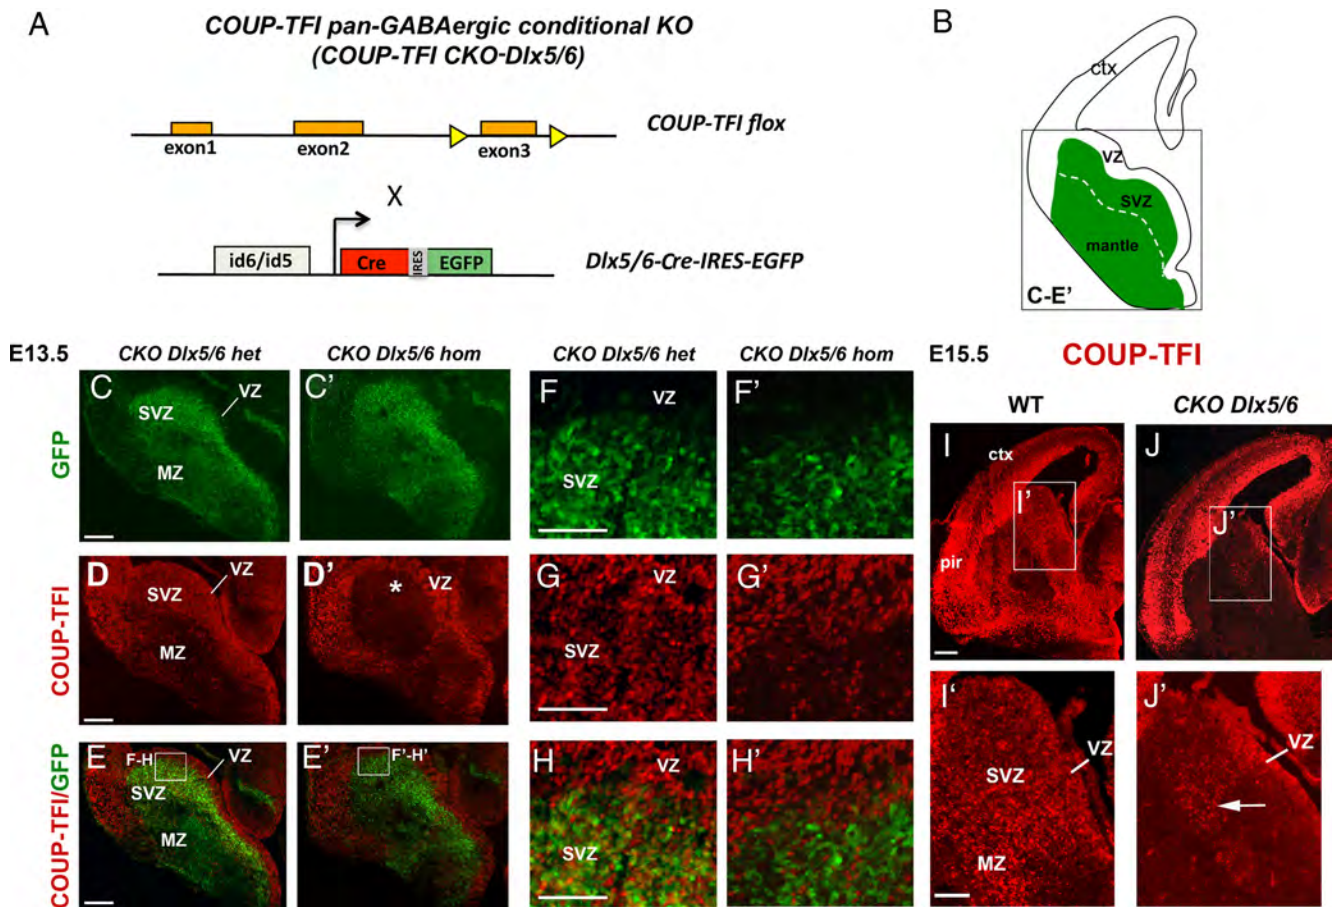 A
COUP-TFI pan-GABAergic conditional KO
(COUP-TFI CKO-Dlx5/6)
exon1
exon2
exon3
COUP-TFI flox
X
id6/id5
Cre
IRES
EGFP
Dlx5/6-Cre-IRES-EGFP
B
ctx
VZ
SVZ
mantle
C-E'
E13.5
CKO Dlx5/6 het
CKO Dlx5/6 hom
CKO Dlx5/6 het
CKO Dlx5/6 hom
GFP
C
SVZ
VZ
MZ
C'
F
VZ
SVZ
F'
COUP-TFI
D
SVZ
VZ
MZ
D'
*
VZ
G
VZ
SVZ
G'
COUP-TFI/GFP
E
F-H
VZ
SVZ
MZ
E'
F'-H'
H
VZ
SVZ
H'
E15.5
COUP-TFI
WT
CKO Dlx5/6
I
ctx
I'
pir
J
J'
I'
SVZ
VZ
MZ
J'
VZ